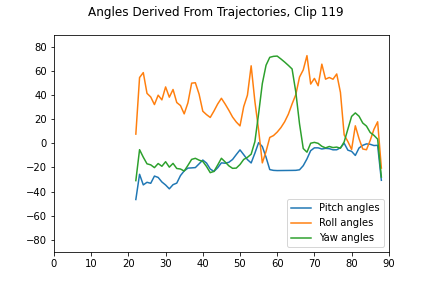 Angles Derived From Trajectories, Clip 119
80
60
40
20
0
−20
−40
−60
−80
0 10 20 30 40 50 60 70 80 90
Pitch angles
Roll angles
Yaw angles